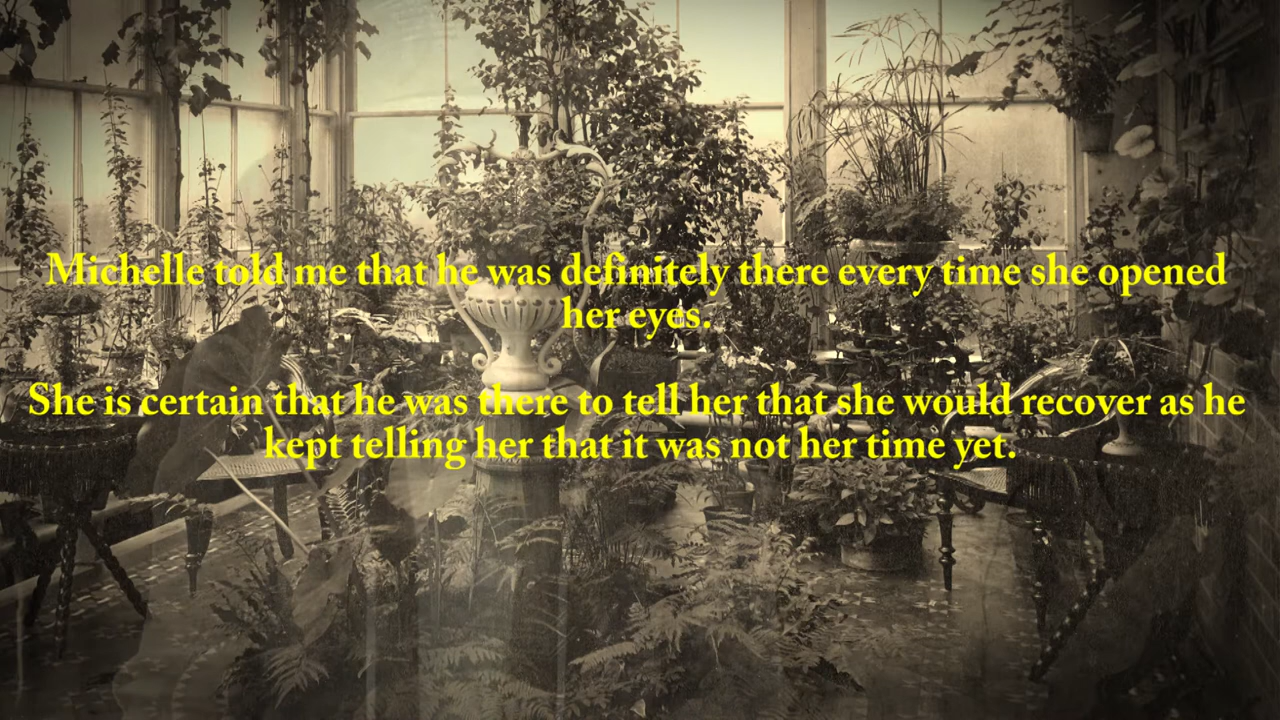 Michelle told me that he was definitely there every time she opened
her eyes.
She is certain that he was there to tell her that she would recover as he
kept telling her that it was not her time yet.